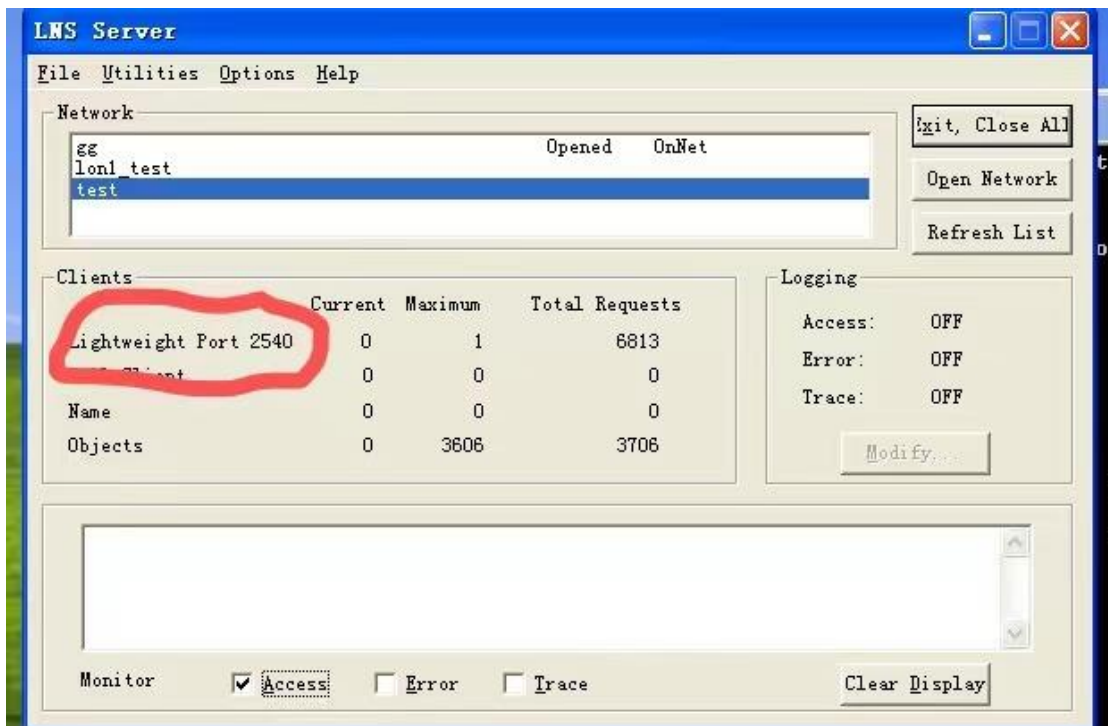 LNS Server
File Utilities Options Help
Network
gg Opened OnNet
lon1_test
test
Exit, Close All
Open Network
Refresh List
Clients
Current Maximum Total Requests
Lightweight Port 2540 0 1 6813
Client 0 0 0
Name 0 0 0
Objects 0 3606 3706
Logging
Access: OFF
Error: OFF
Trace: OFF
Modify...
Monitor Access Error Trace Clear Display